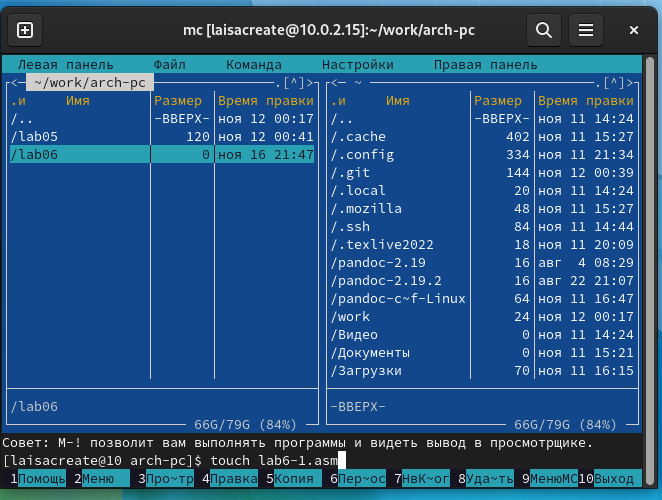 mc [laisacreate@10.0.2.15]:~/work/arch-pc
Левая панель Файл Команда Настройки Правая панель
<─ ~/work/arch-pc .[^]>
.и Имя Размер Время правки
/.. -ВВЕРХ- ноя 12 00:17
/lab05 120 ноя 12 00:41
/lab06 0 ноя 16 21:47
/lab06
66G/79G (84%)
<─ ~ .[^]>
.и Имя Размер Время правки
/.. -ВВЕРХ- ноя 11 14:24
/.cache 402 ноя 11 15:27
/.config 334 ноя 11 21:34
/.git 144 ноя 12 00:39
/.local 20 ноя 11 14:24
/.mozilla 48 ноя 11 15:27
/.ssh 84 ноя 11 14:44
/.texlive2022 18 ноя 11 20:09
/pandoc-2.19 16 авг 4 08:29
/pandoc-2.19.2 16 авг 22 21:07
/pandoc-c~f-Linux 64 ноя 11 16:47
/work 24 ноя 12 00:17
/Видео 0 ноя 11 14:24
/Документы 0 ноя 11 15:21
/Загрузки 70 ноя 11 16:15
-ВВЕРХ-
66G/79G (84%)
Совет: M-! позволит вам выполнять программы и видеть вывод в просмотрщике.
[laisacreate@10 arch-pc]$ touch lab6-1.asm
1Помощь 2Меню 3Про~тр 4Правка 5Копия 6Пер~ос 7НвК~ог 8Уда~ть 9МенюMC 10Выход